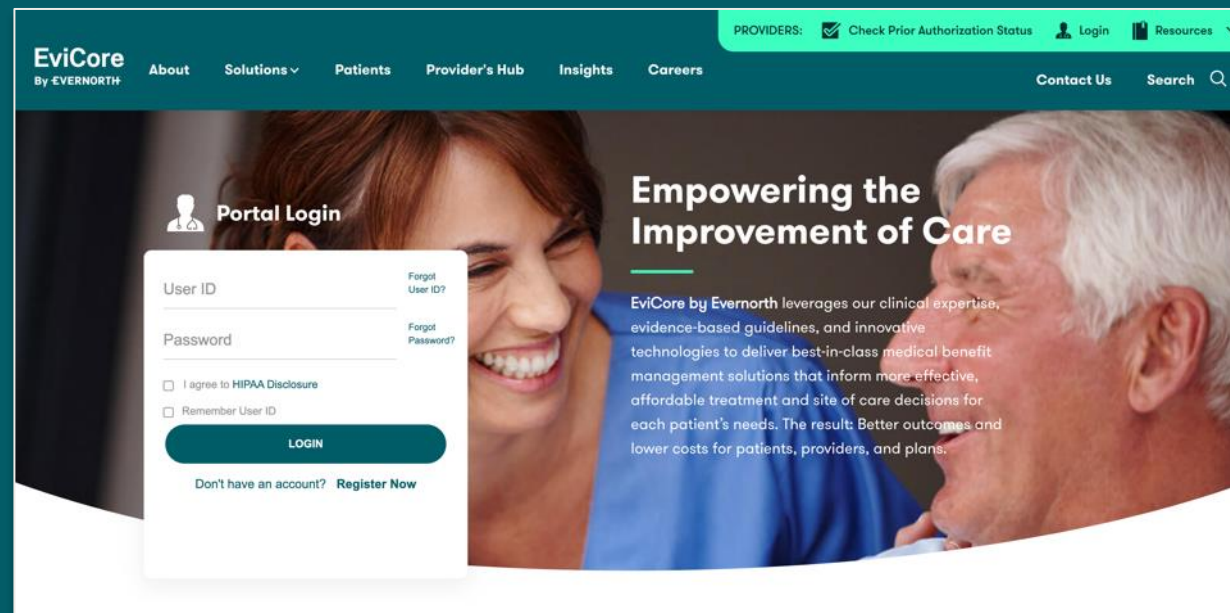 PROVIDERS: Check Prior Authorization Status Login Resources
EviCore
By EVERNORTH
About Solutions Patients Provider's Hub Insights Careers
Contact Us Search
Portal Login
User ID
Forgot
User ID?
Password
Forgot
Password?
I agree to HIPAA Disclosure
Remember User ID
LOGIN
Don't have an account? Register Now
Empowering the
Improvement of Care
EviCore by Evernorth leverages our clinical expertise,
evidence-based guidelines, and innovative
technologies to deliver best-in-class medical benefit
management solutions that inform more effective,
affordable treatment and site of care decisions for
each patient's needs. The result: Better outcomes and
lower costs for patients, providers, and plans.